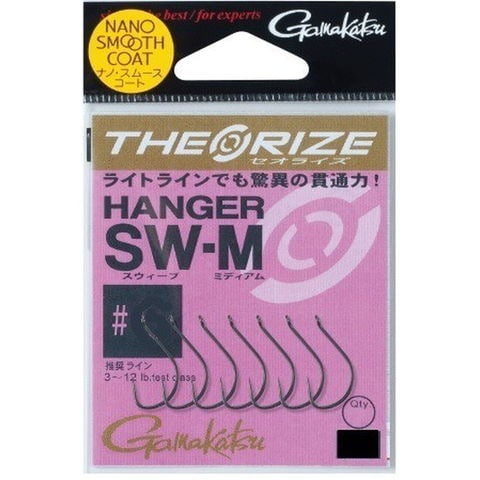 the best / for experts
Gamakatsu
NANO
SMOOTH
COAT
ナノ・スムース
コート
THEORIZE
セオライズ
ライトラインでも驚異の貫通力!
HANGER
SW-M
スウィープ ミディアム
#
推奨ライン
3～12 lb.test class
Qty
Gamakatsu